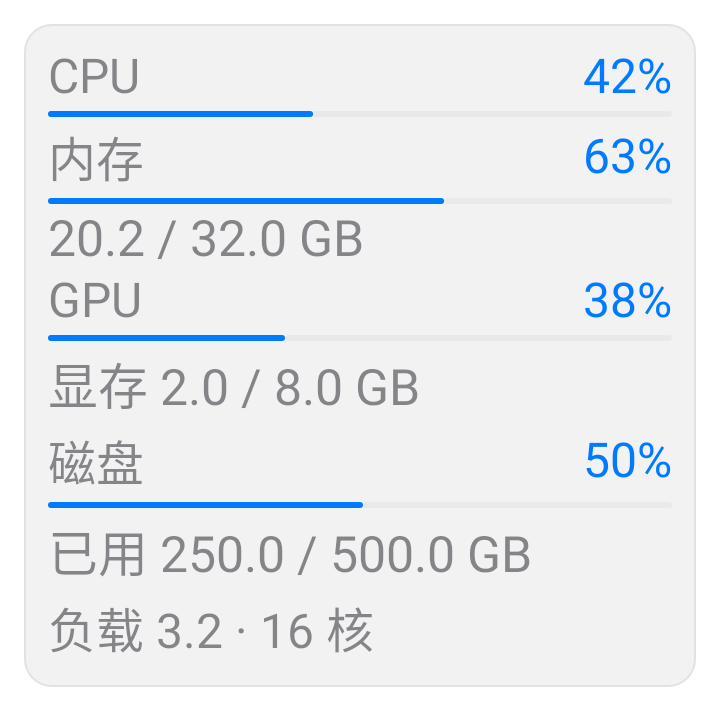 CPU 42%
内存 63%
20.2 / 32.0 GB
GPU 38%
显存 2.0 / 8.0 GB
磁盘 50%
已用 250.0 / 500.0 GB
负载 3.2 · 16 核